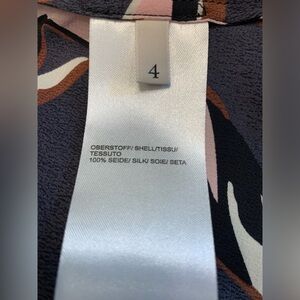 4
OBERSTOFF/ SHELL/TISSU/
TESSUTO
100% SEIDE/ SILK/ SOIE/ SETA